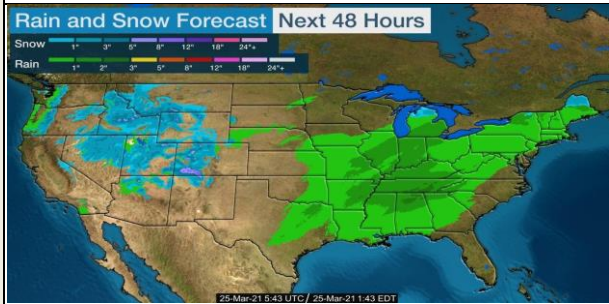 Rain and Snow Forecast Next 48 Hours
Snow
1" 3" 5" 8" 12" 18" 24"+
Rain
1" 2" 3" 5" 8" 12" 18" 24"+
25-Mar-21 5:43 UTC / 25-Mar-21 1:43 EDT